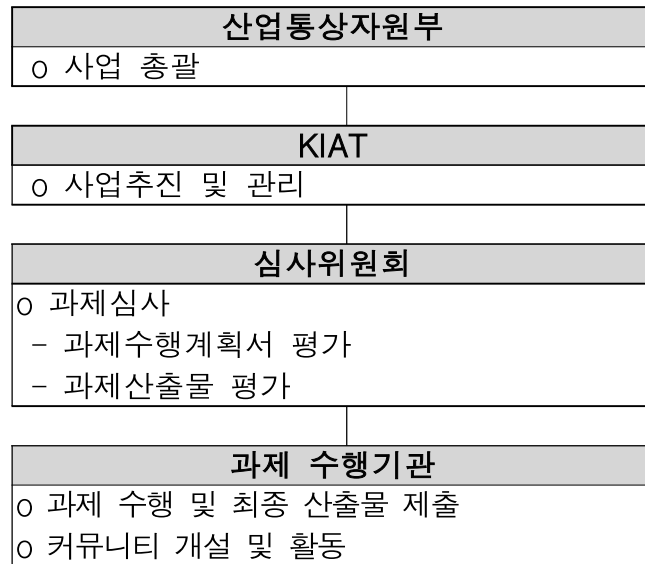 산업통상자원부
o 사업 총괄
KIAT
o 사업추진 및 관리
심사위원회
o 과제심사
- 과제수행계획서 평가
- 과제산출물 평가
과제 수행기관
o 과제 수행 및 최종 산출물 제출
o 커뮤니티 개설 및 활동